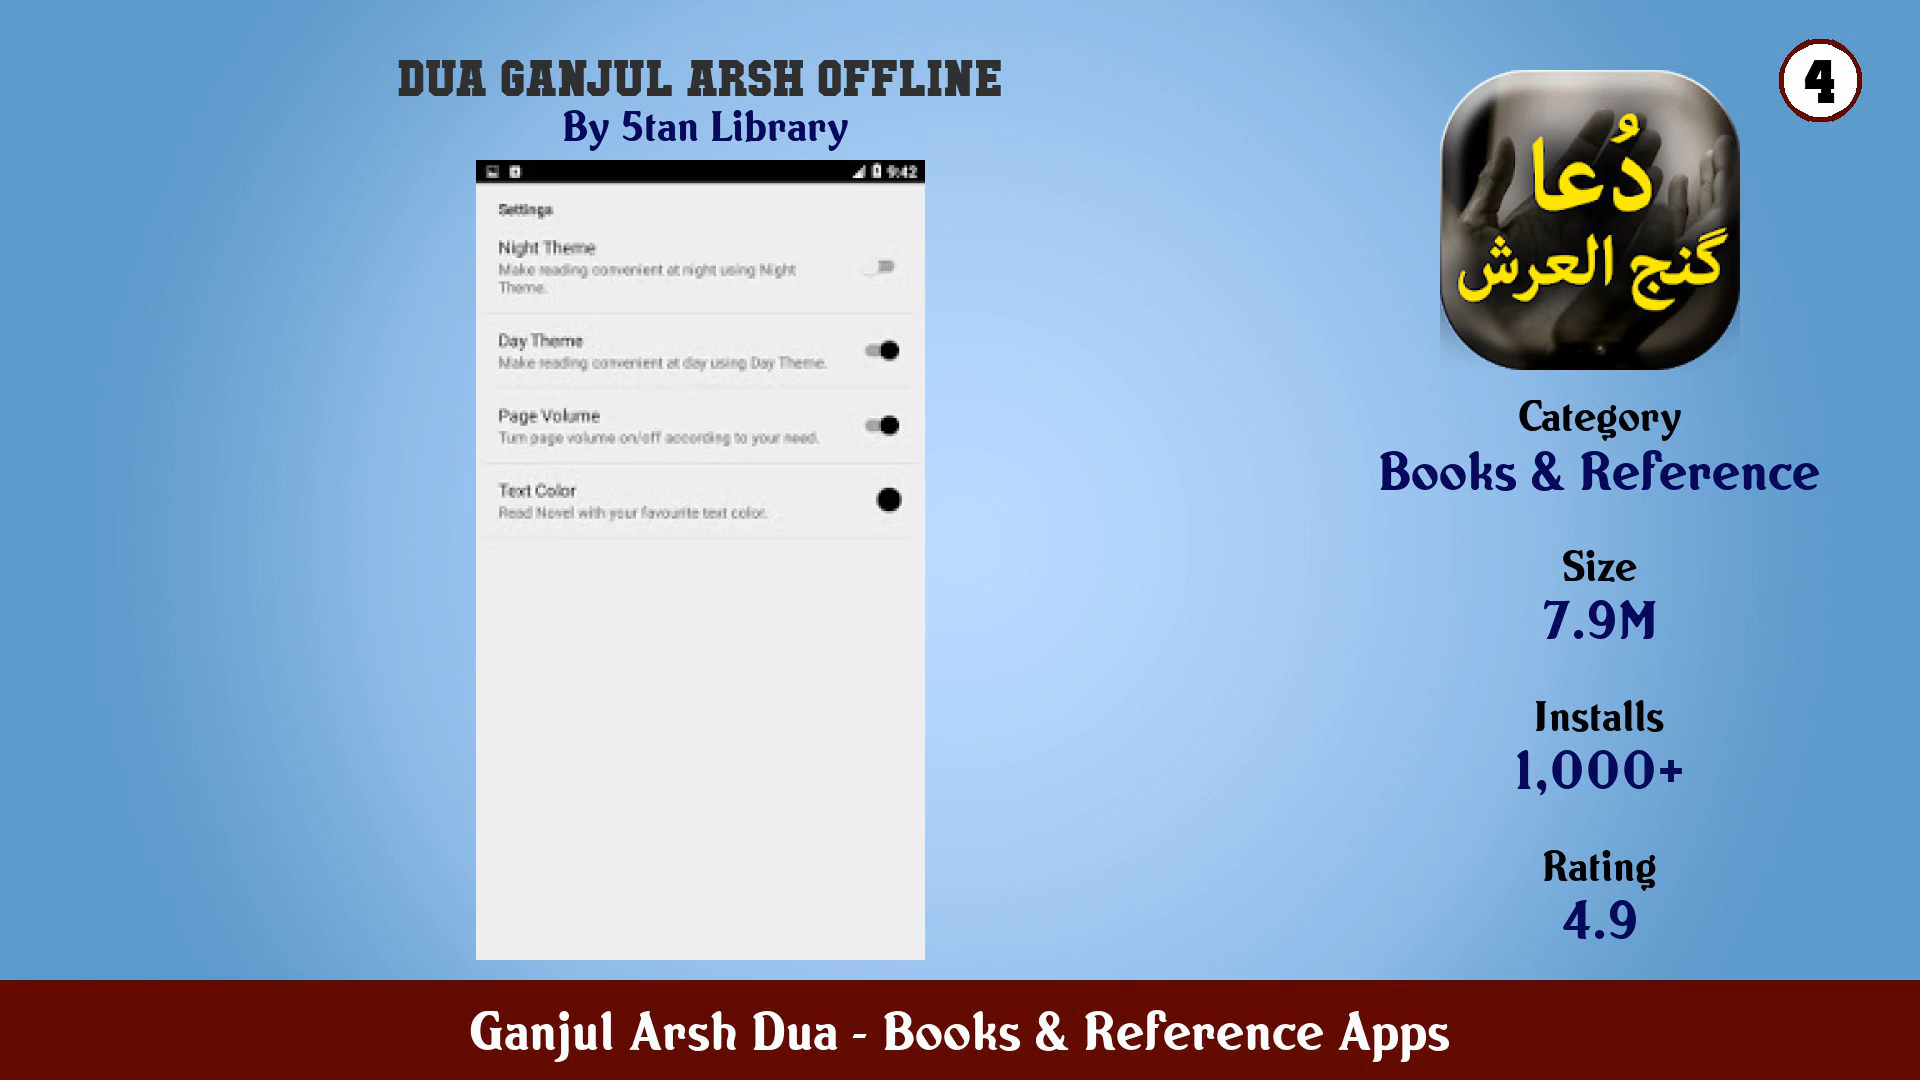 DUA GANJUL ARSH OFFLINE
By 5tan Library
9:42
Settings
Night Theme
Make reading convenient at night using Night
Theme.
Day Theme
Make reading convenient at day using Day Theme.
Page Volume
Turn page volume on/off according to your need.
Text Color
Read Novel with your favourite text color.
4
دُعا
گنج العرش
Category
Books & Reference
Size
7.9M
Installs
1,000+
Rating
4.9
Ganjul Arsh Dua - Books & Reference Apps